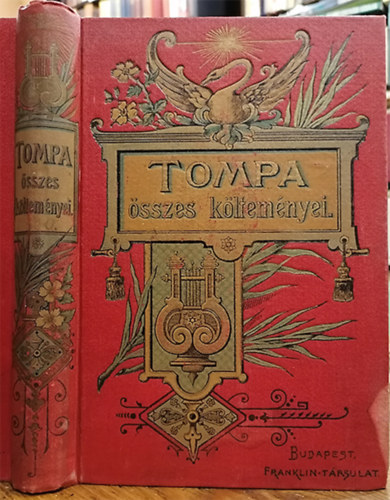 TOMPA
összes
költeményei.
TOMPA
összes költeményei.
BUDAPEST.
FRANKLIN-TÁRSULAT.